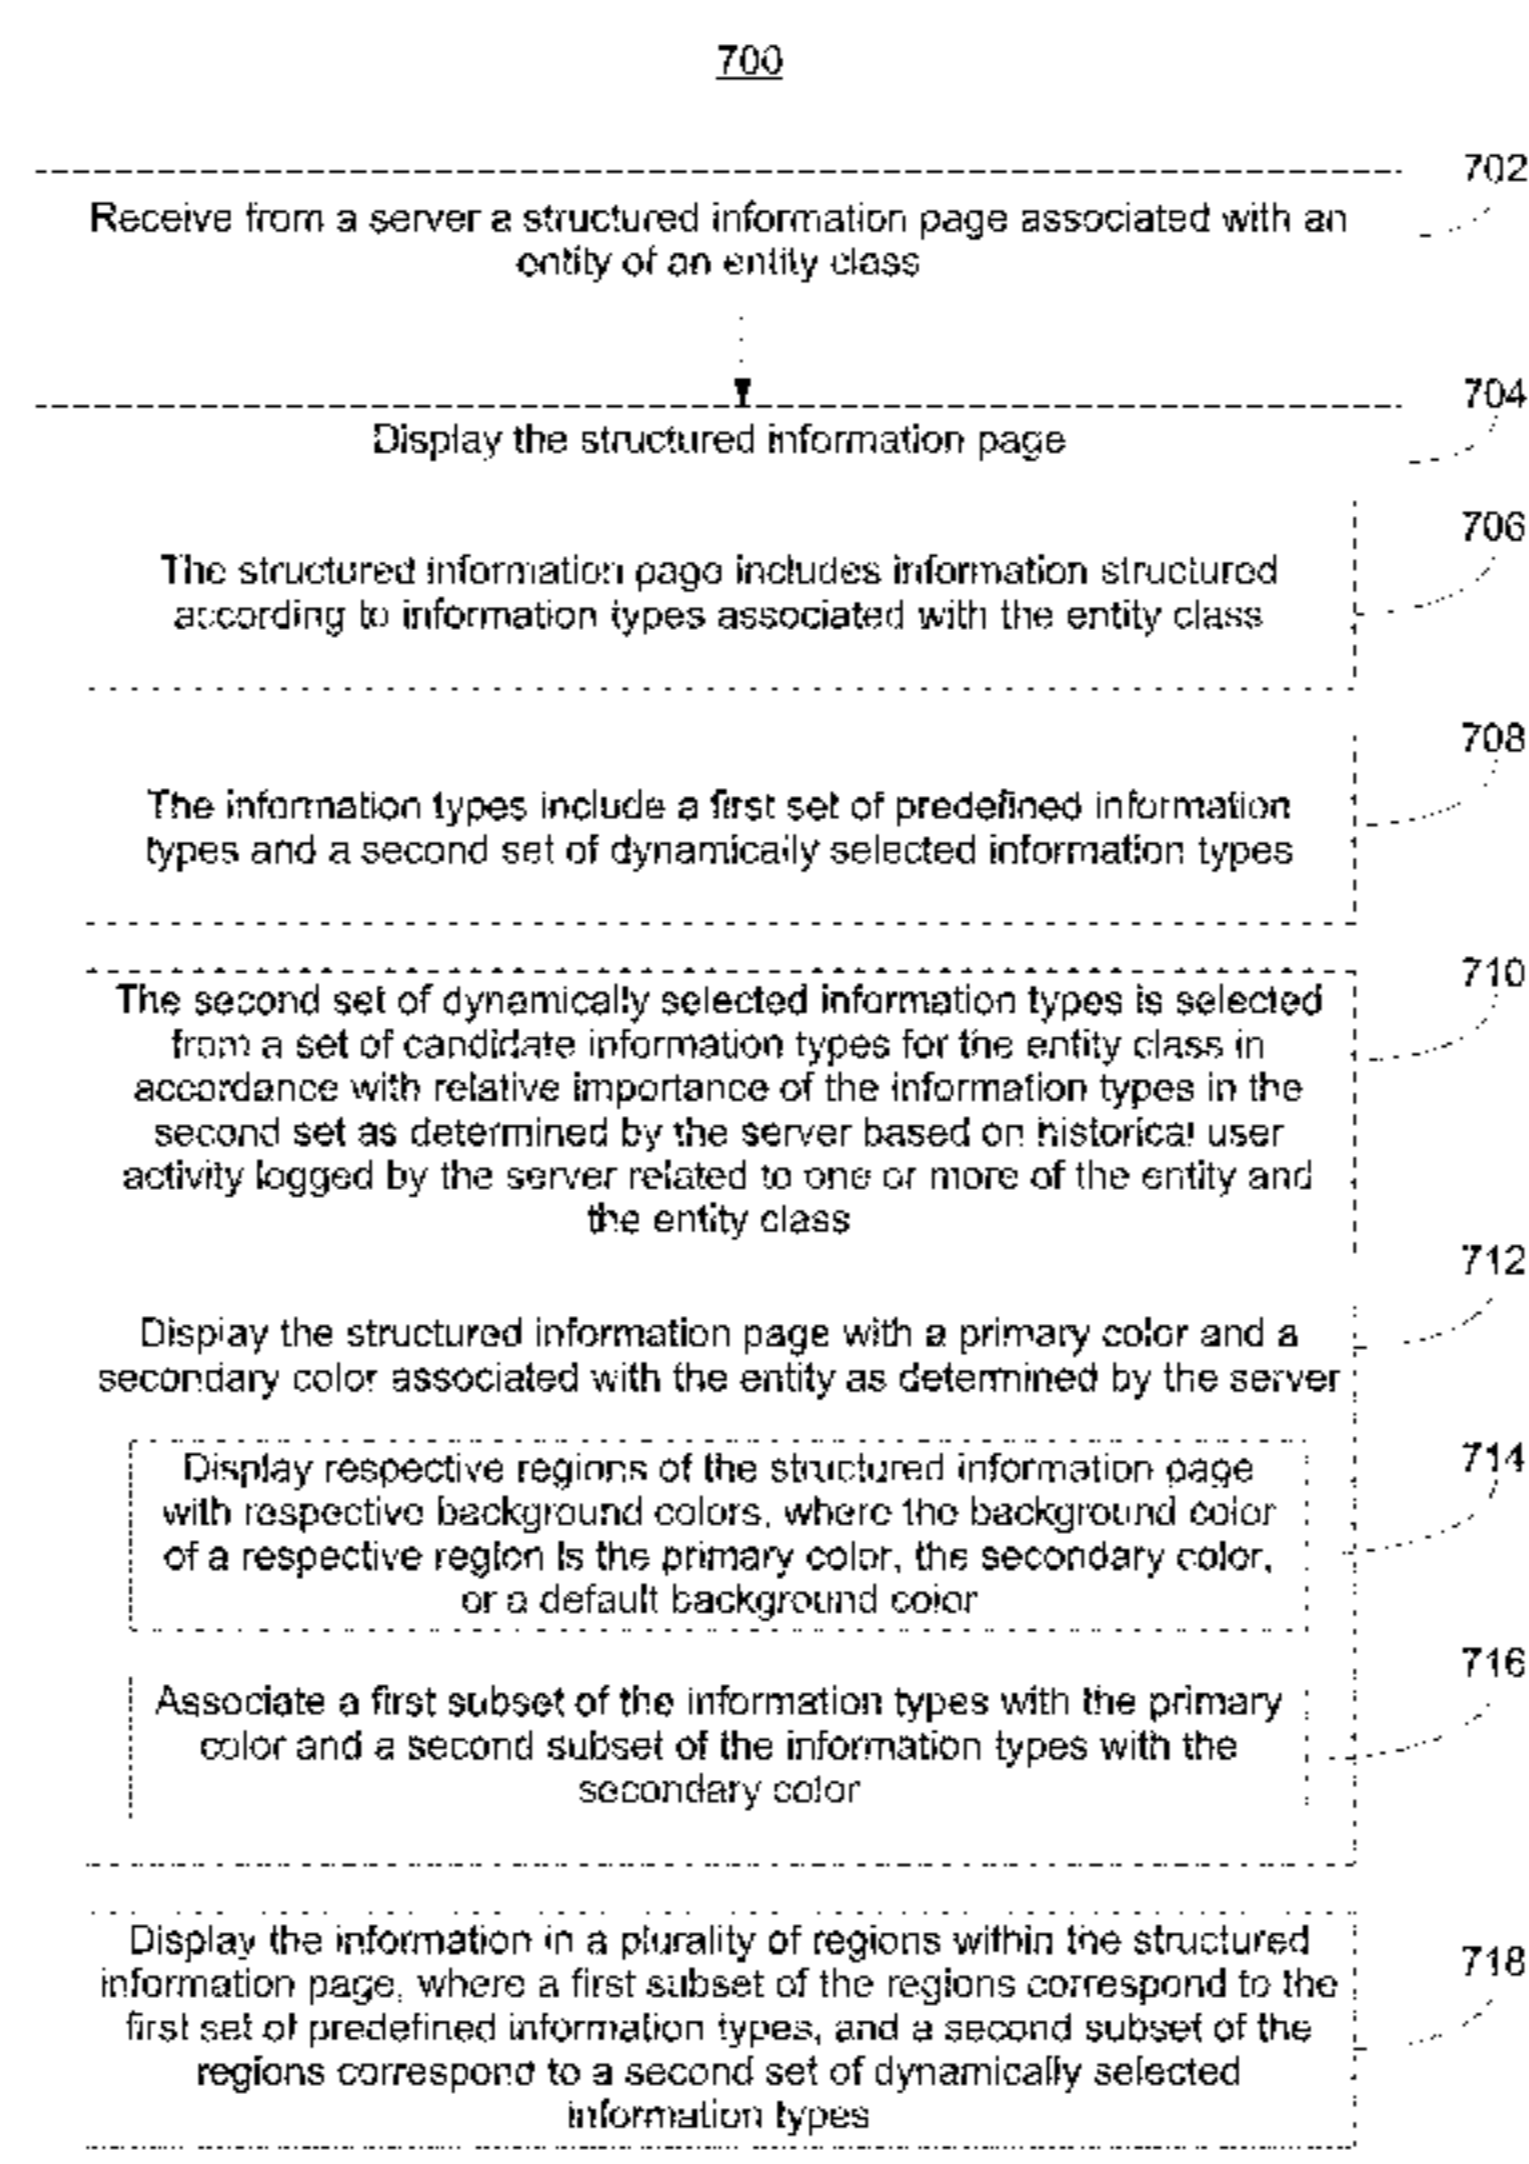 700
702
Receive from a server a structured information page associated with an
entity of an entity class
704
Display the structured information page
706
The structured information page includes information structured
according to information types associated with the entity class
708
The information types include a first set of predefined information
types and a second set of dynamically selected information types
710
The second set of dynamically selected information types is selected
from a set of candidate information types for the entity class in
accordance with relative importance of the information types in the
second set as determined by the server based on historical user
activity logged by the server related to one or more of the entity and
the entity class
712
Display the structured information page with a primary color and a
secondary color associated with the entity as determined by the server
714
Display respective regions of the structured information page
with respective background colors, where the background color
of a respective region is the primary color, the secondary color,
or a default background color
716
Associate a first subset of the information types with the primary
color and a second subset of the information types with the
secondary color
718
Display the information in a plurality of regions within the structured
information page, where a first subset of the regions correspond to the
first set of predefined information types, and a second subset of the
regions correspond to a second set of dynamically selected
information types